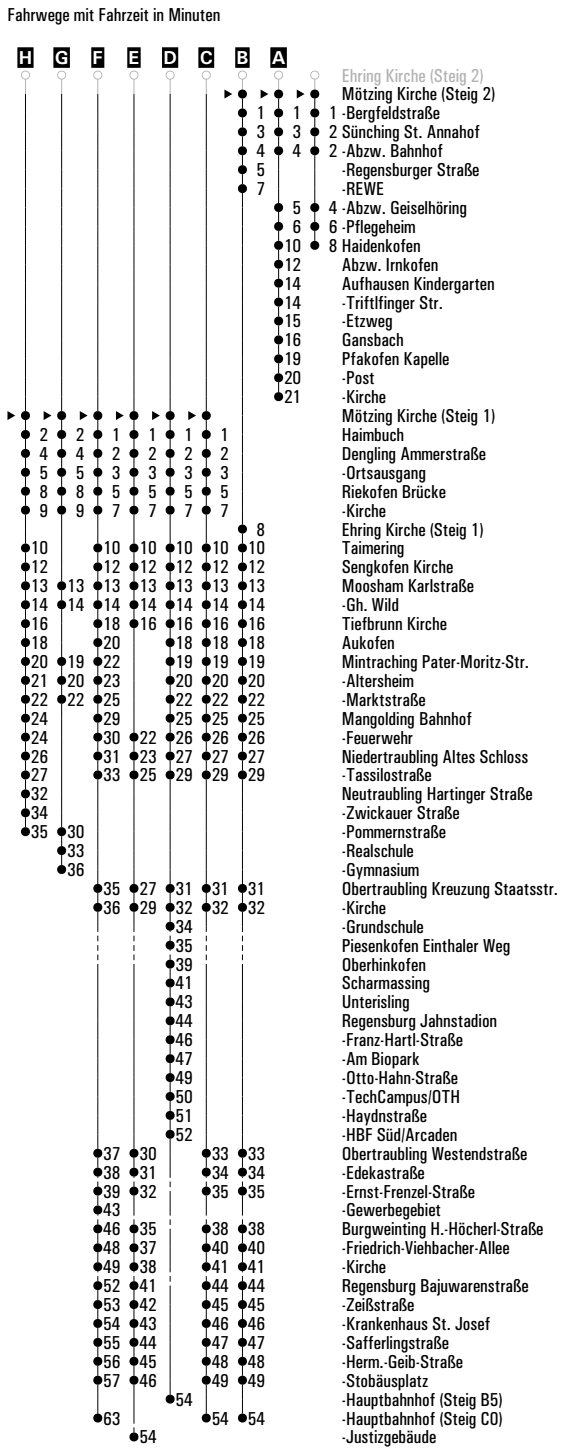 Fahrwege mit Fahrzeit in Minuten
H G F E D C B A
Ehring Kirche (Steig 2)
Mötzing Kirche (Steig 2)
1 1 1 -Bergfeldstraße
3 3 2 Sünching St. Annahof
4 4 2 -Abzw. Bahnhof
5 -Regensburger Straße
7 -REWE
5 4 -Abzw. Geiselhöring
6 6 -Pflegeheim
10 8 Haidenkofen
12 Abzw. Irnkofen
14 Aufhausen Kindergarten
14 -Triftlfinger Str.
15 -Etzweg
16 Gansbach
19 Pfakofen Kapelle
20 -Post
21 -Kirche
Mötzing Kirche (Steig 1)
2 2 1 1 1 1 Haimbuch
4 4 2 2 2 2 Dengling Ammerstraße
5 5 3 3 3 3 -Ortsausgang
8 8 5 5 5 5 Riekofen Brücke
9 9 7 7 7 7 -Kirche
8 Ehring Kirche (Steig 1)
10 10 10 10 10 10 Taimering
12 12 12 12 12 12 Sengkofen Kirche
13 13 13 13 13 13 13 Moosham Karlstraße
14 14 14 14 14 14 14 -Gh. Wild
16 18 16 16 16 16 Tiefbrunn Kirche
18 20 18 18 18 Aukofen
20 19 22 19 19 19 Mintraching Pater-Moritz-Str.
21 20 23 20 20 20 -Altersheim
22 22 25 22 22 22 -Marktstraße
24 29 25 25 25 Mangolding Bahnhof
24 30 22 26 26 26 -Feuerwehr
26 31 23 27 27 27 Niedertraubling Altes Schloss
27 33 25 29 29 29 -Tassilostraße
32 Neutraubling Hartinger Straße
34 -Zwickauer Straße
35 30 -Pommernstraße
33 -Realschule
36 -Gymnasium
35 27 31 31 31 Obertraubling Kreuzung Staatsstr.
36 29 32 32 32 -Kirche
34 -Grundschule
35 Piesenkofen Einthaler Weg
39 Oberhinkofen
41 Scharmassing
43 Unterisling
44 Regensburg Jahnstadion
46 -Franz-Hartl-Straße
47 -Am Biopark
49 -Otto-Hahn-Straße
50 -TechCampus/OTH
51 -Haydnstraße
52 -HBF Süd/Arcaden
37 30 33 33 Obertraubling Westendstraße
38 31 34 34 -Edekastraße
39 32 35 35 -Ernst-Frenzel-Straße
43 -Gewerbegebiet
46 35 38 38 Burgweinting H.-Höcherl-Straße
48 37 40 40 -Friedrich-Viehbacher-Allee
49 38 41 41 -Kirche
52 41 44 44 Regensburg Bajuwarenstraße
53 42 45 45 -Zeißstraße
54 43 46 46 -Krankenhaus St. Josef
55 44 47 47 -Safferlingstraße
56 45 48 48 -Herm.-Geib-Straße
57 46 49 49 -Stobäusplatz
54 -Hauptbahnhof (Steig B5)
63 54 54 -Hauptbahnhof (Steig C0)
54 -Justizgebäude